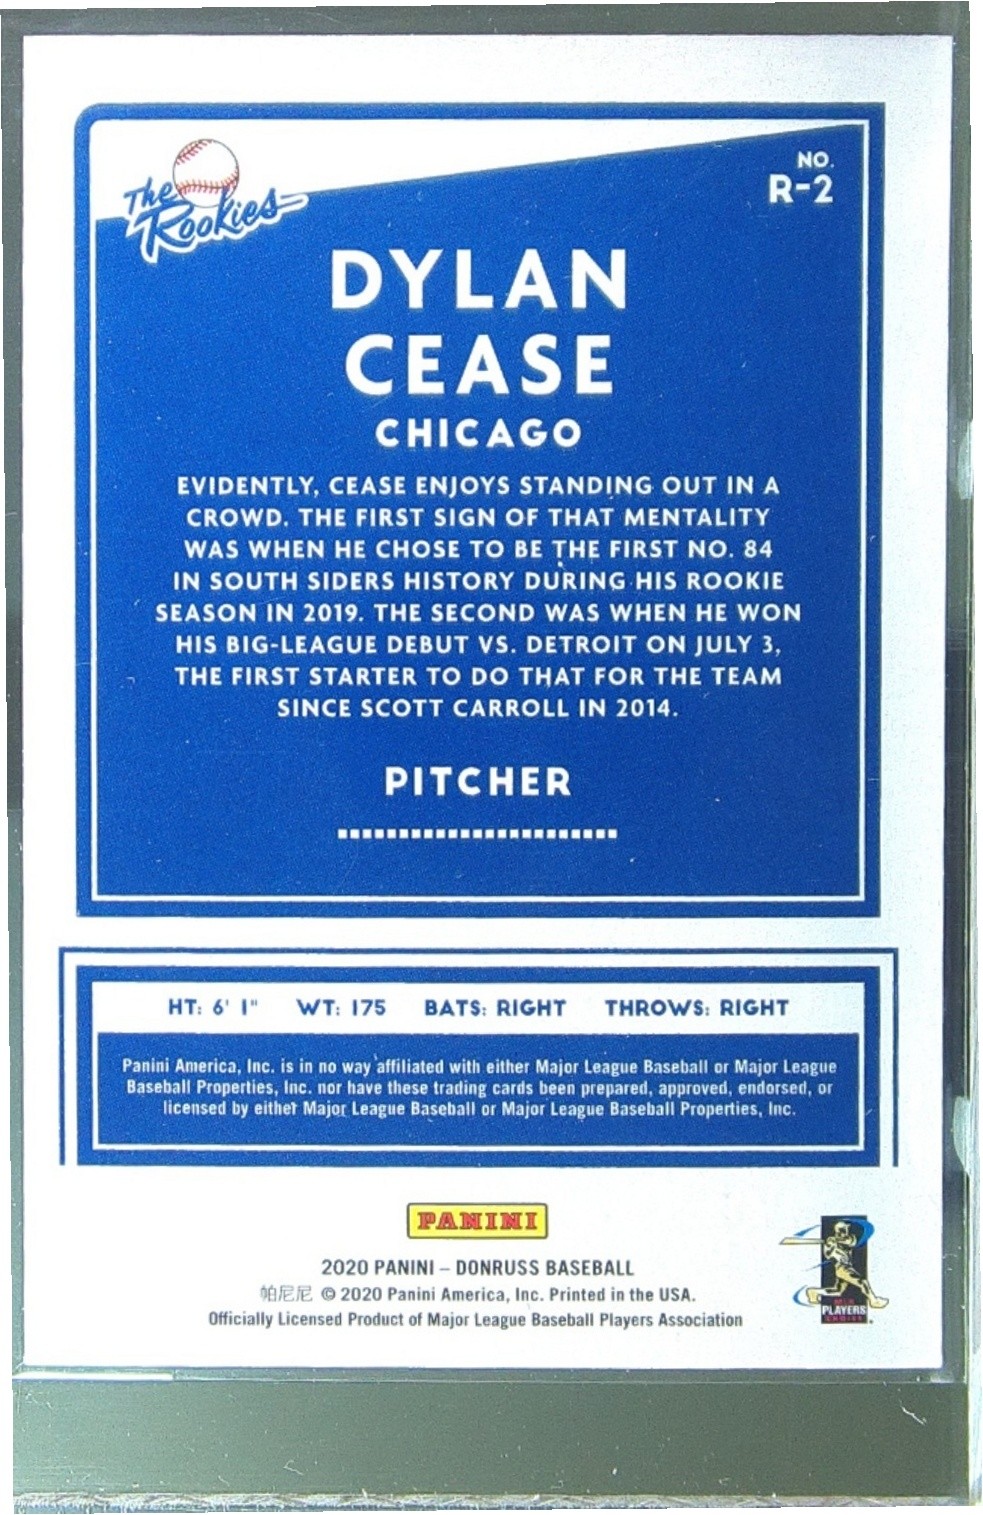 The
Rookies
NO.
R-2
DYLAN
CEASE
CHICAGO
EVIDENTLY, CEASE ENJOYS STANDING OUT IN A
CROWD. THE FIRST SIGN OF THAT MENTALITY
WAS WHEN HE CHOSE TO BE THE FIRST NO. 84
IN SOUTH SIDERS HISTORY DURING HIS ROOKIE
SEASON IN 2019. THE SECOND WAS WHEN HE WON
HIS BIG-LEAGUE DEBUT VS. DETROIT ON JULY 3,
THE FIRST STARTER TO DO THAT FOR THE TEAM
SINCE SCOTT CARROLL IN 2014.
PITCHER
HT: 6' 1" WT: 175 BATS: RIGHT THROWS: RIGHT
Panini America, Inc. is in no way affiliated with either Major League Baseball or Major League
Baseball Properties, Inc. nor have these trading cards been prepared, approved, endorsed, or
licensed by either Major League Baseball or Major League Baseball Properties, Inc.
PANINI
2020 PANINI – DONRUSS BASEBALL
帕尼尼 © 2020 Panini America, Inc. Printed in the USA.
Officially Licensed Product of Major League Baseball Players Association
MLB
PLAYERS
CHOICE